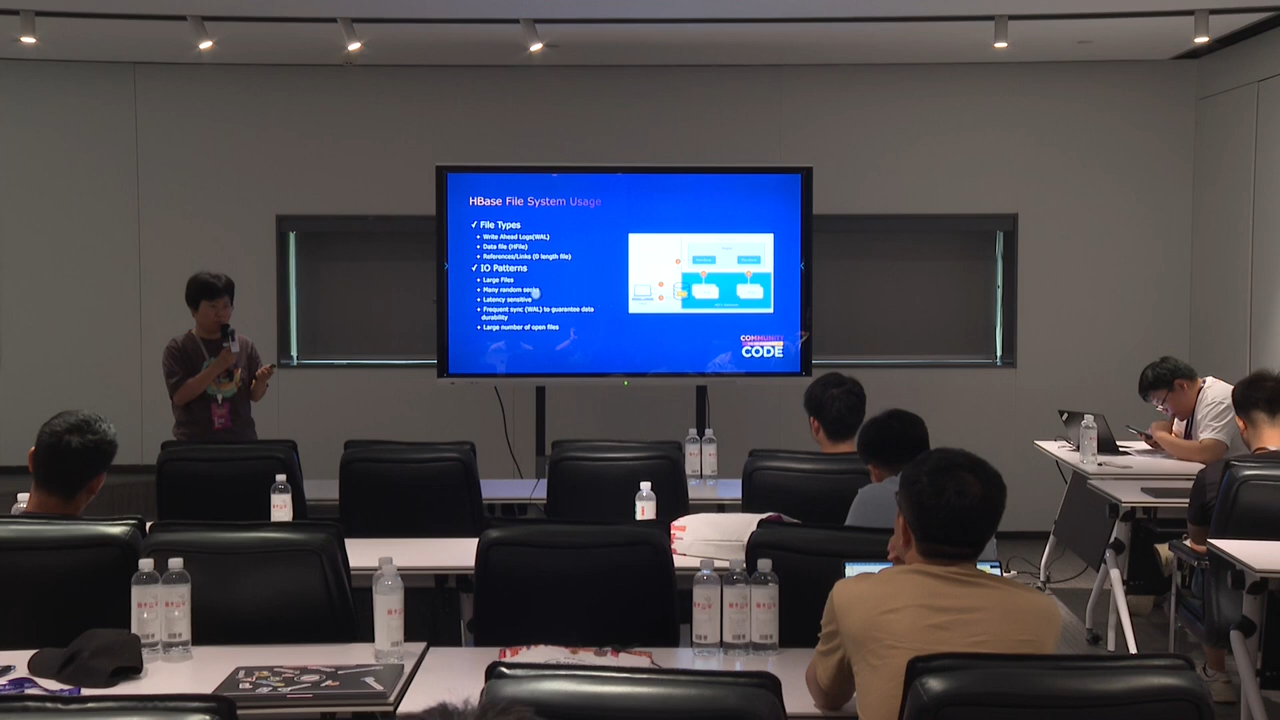 HBase File System Usage
✓ File Types
+ Write Ahead Logs(WAL)
+ Data file (HFile)
+ References/Links (0 length file)
✓ IO Patterns
+ Large Files
+ Many random seeks
+ Latency sensitive
+ Frequent sync (WAL) to guarantee data
durability
+ Large number of open files
COMMUNITY
CODE